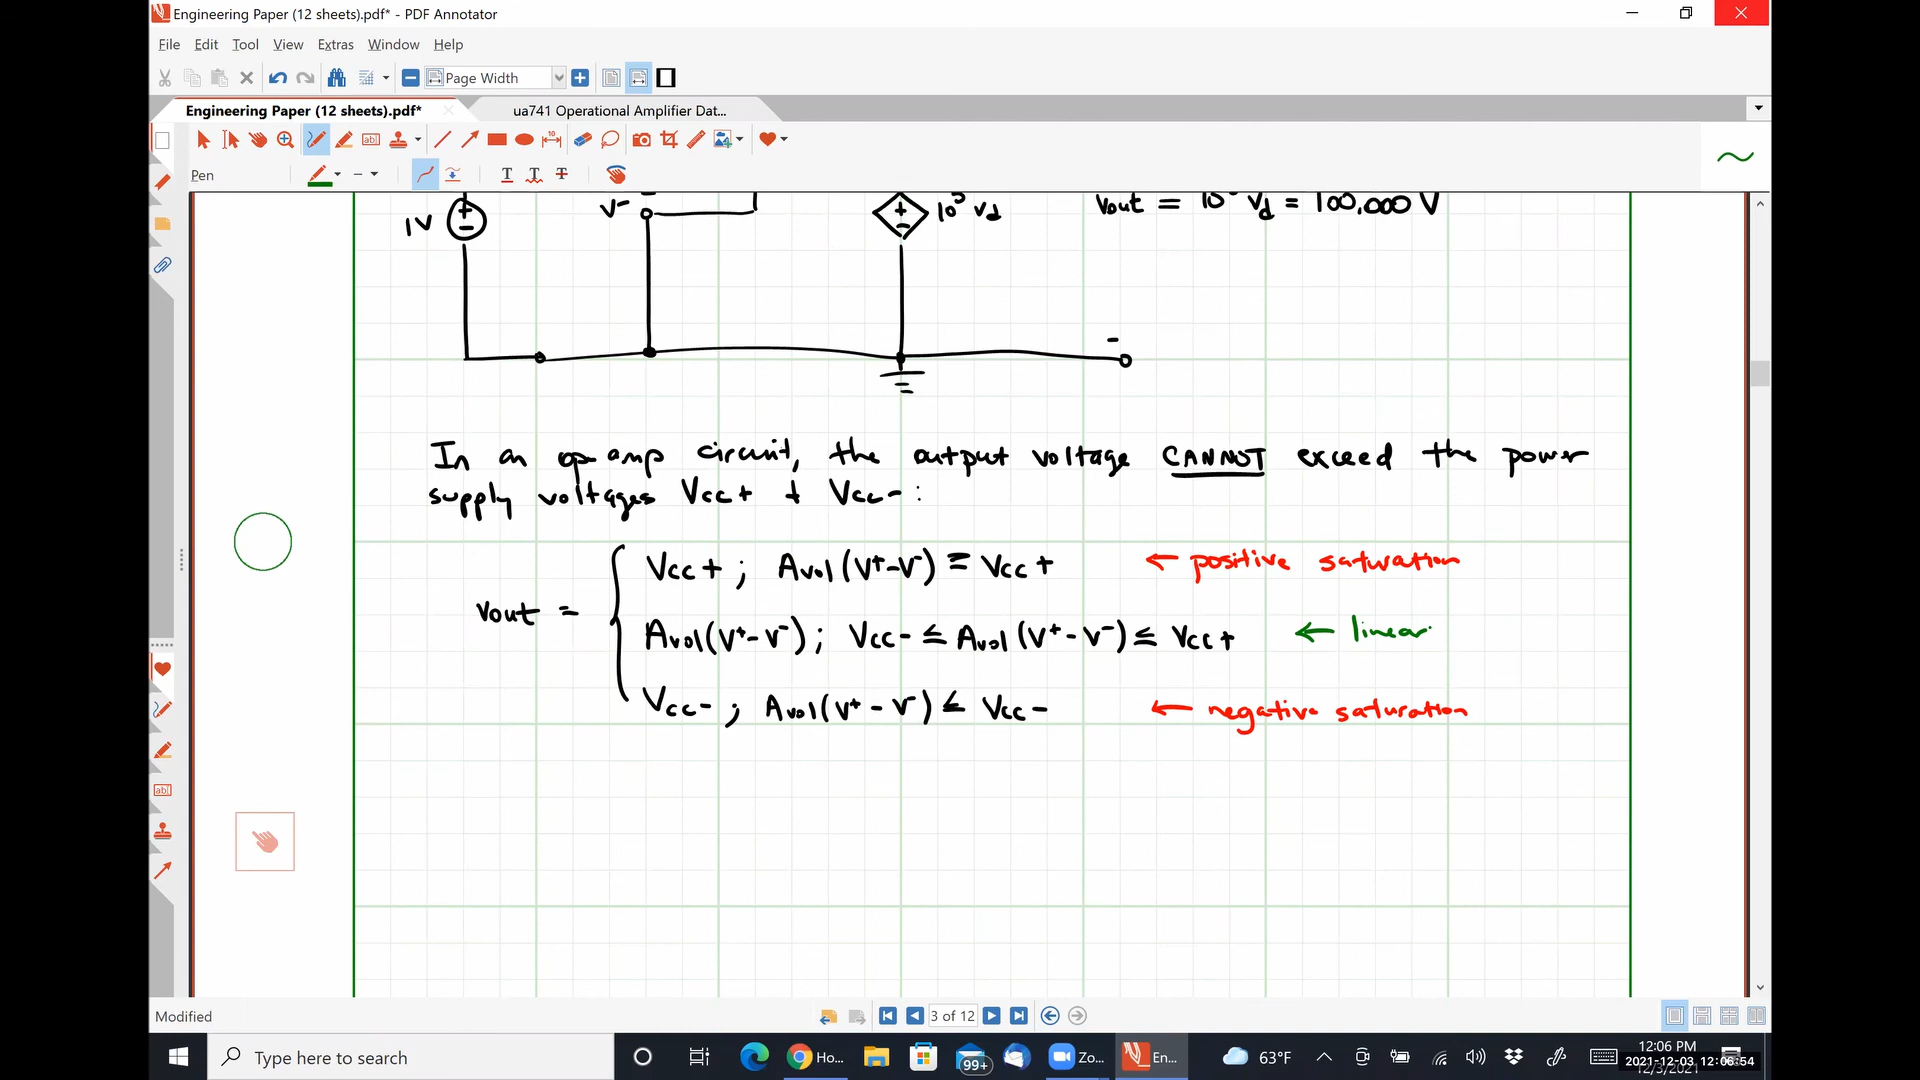 Engineering Paper (12 sheets).pdf* - PDF Annotator
File Edit Tool View Extras Window Help
Page Width
Engineering Paper (12 sheets).pdf* ua741 Operational Amplifier Dat...
Pen
1V V- 10⁵ Vd Vout = 10⁵ Vd = 100,000 V
-
In an op-amp circuit, the output voltage CANNOT exceed the power
supply voltages Vcc+ + Vcc- :
Vcc+ ; Avol(V⁺-V⁻) ≥ Vcc+ ← positive saturation
Vout = Avol(V⁺-V⁻) ; Vcc- ≤ Avol(V⁺-V⁻) ≤ Vcc+ ← linear
Vcc- ; Avol(V⁺-V⁻) ≤ Vcc- ← negative saturation
Modified 3 of 12
Type here to search Ho... 99+ Zo... En... 63°F 12:06 PM
2021-12-03, 12:06:54
12/3/2021